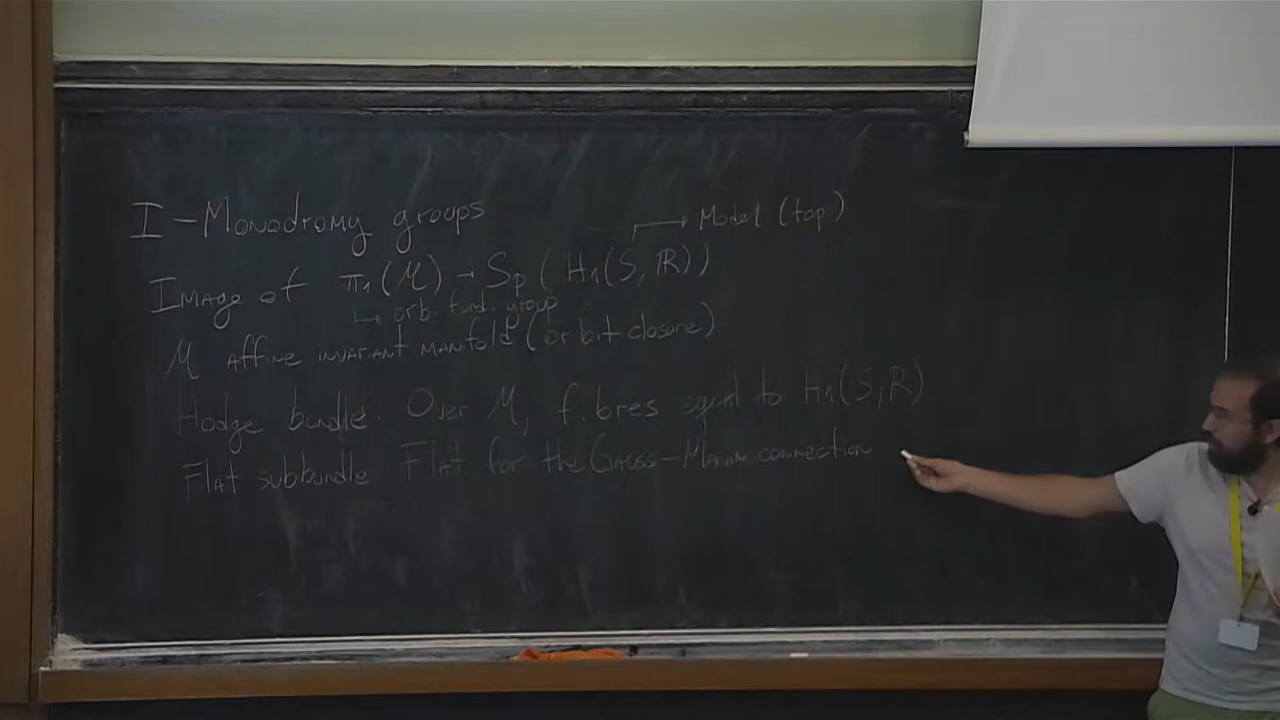 I - Monodromy groups
Model (top)
Image of π₁(M) → Sp(H₁(S, R))
orb. fund. group
M affine invariant manifold (orbit closure)
Hodge bundle. Over M, fibres equal to H₁(S, R)
Flat subbundle Flat for the Gauss-Manin connection